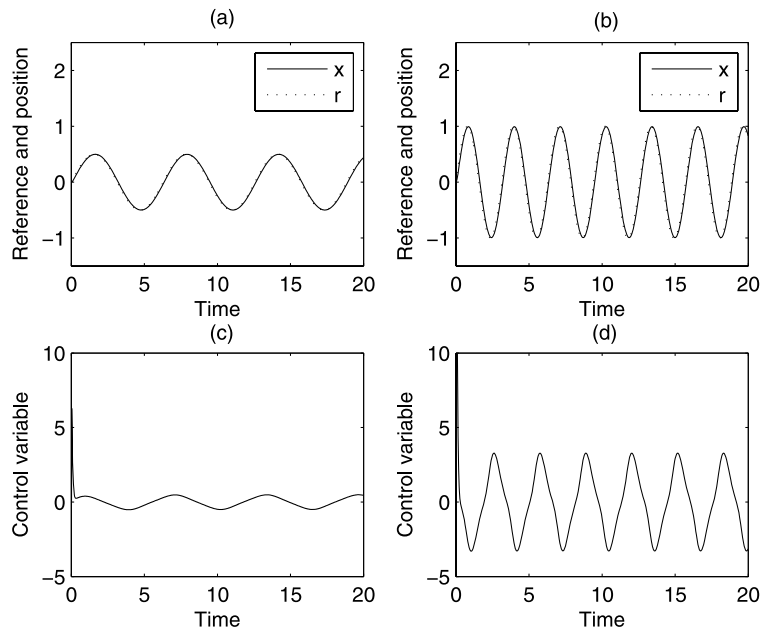 (a)
Reference and position
2
1
0
−1
x
r
0 5 10 15 20
Time
(b)
Reference and position
2
1
0
−1
x
r
0 5 10 15 20
Time
(c)
Control variable
10
5
0
−5
0 5 10 15 20
Time
(d)
Control variable
10
5
0
−5
0 5 10 15 20
Time